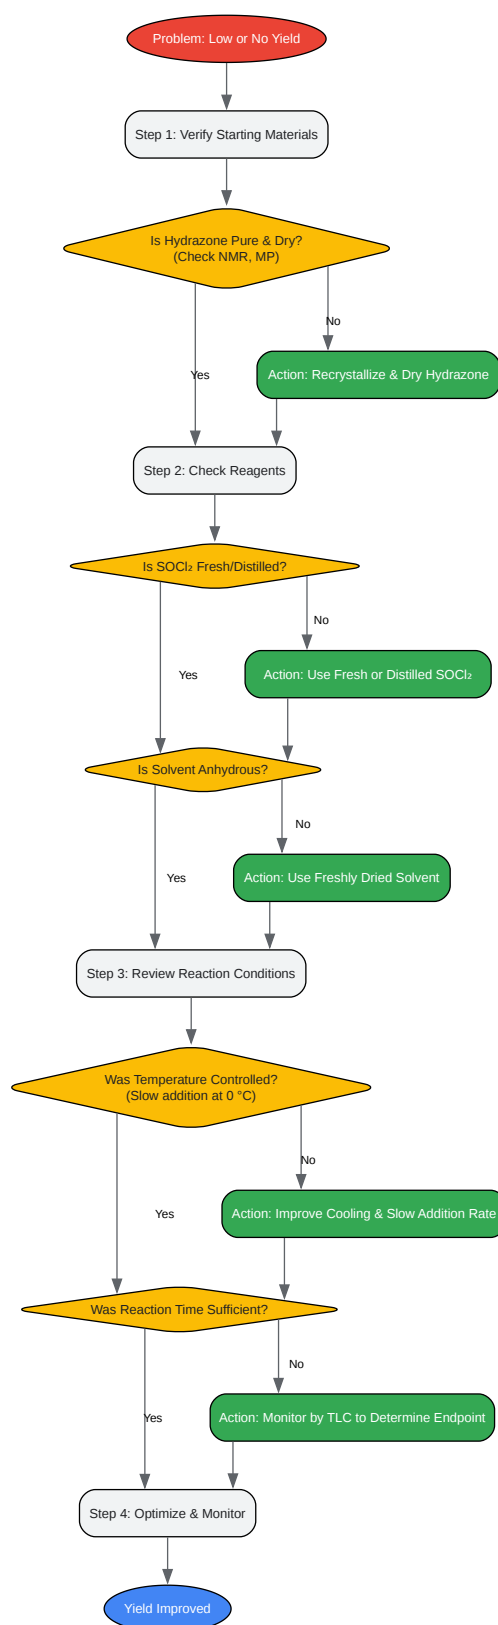 Problem: Low or No Yield
Step 1: Verify Starting Materials
Is Hydrazone Pure & Dry?
(Check NMR, MP)
No
Yes
Action: Recrystallize & Dry Hydrazone
Step 2: Check Reagents
Is SOCl₂ Fresh/Distilled?
No
Yes
Action: Use Fresh or Distilled SOCl₂
Is Solvent Anhydrous?
No
Yes
Action: Use Freshly Dried Solvent
Step 3: Review Reaction Conditions
Was Temperature Controlled?
(Slow addition at 0 °C)
No
Yes
Action: Improve Cooling & Slow Addition Rate
Was Reaction Time Sufficient?
No
Yes
Action: Monitor by TLC to Determine Endpoint
Step 4: Optimize & Monitor
Yield Improved